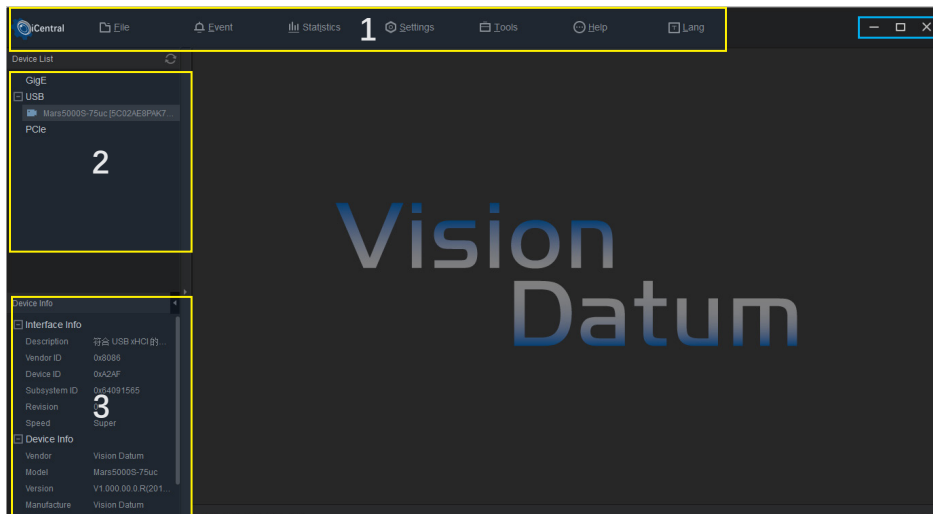 iCentral File Event Statistics 1 Settings Tools Help Lang
Device List
GigE
USB
Mars5000S-75uc [5C02AE8PAK7...
PCIe
2
Vision
Datum
Device Info
Interface Info
Description 符合 USB xHCI 的...
Vendor ID 0x8086
Device ID 0xA2AF
Subsystem ID 0x64091565
Revision
3
Speed Super
Device Info
Vendor Vision Datum
Model Mars5000S-75uc
Version V1.000.00.0.R(201...
Manufacture Vision Datum